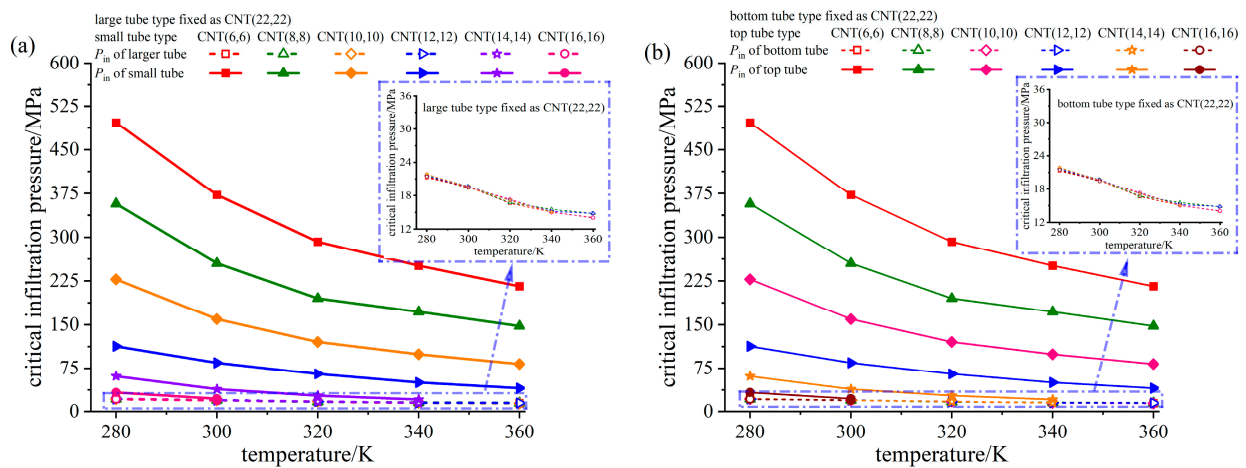 (a)
large tube type fixed as CNT(22,22)
small tube type CNT(6,6) CNT(8,8) CNT(10,10) CNT(12,12) CNT(14,14) CNT(16,16)
Pin of larger tube
Pin of small tube
600
525
450
375
300
225
150
75
0
critical infiltration pressure/MPa
280 300 320 340 360
temperature/K
large tube type fixed as CNT(22,22)
36
30
24
18
12
critical infiltration pressure/MPa
280 300 320 340 360
temperature/K
(b)
bottom tube type fixed as CNT(22,22)
top tube type CNT(6,6) CNT(8,8) CNT(10,10) CNT(12,12) CNT(14,14) CNT(16,16)
Pin of bottom tube
Pin of top tube
600
525
450
375
300
225
150
75
0
critical infiltration pressure/MPa
280 300 320 340 360
temperature/K
bottom tube type fixed as CNT(22,22)
36
30
24
18
12
critical infiltration pressure/MPa
280 300 320 340 360
temperature/K